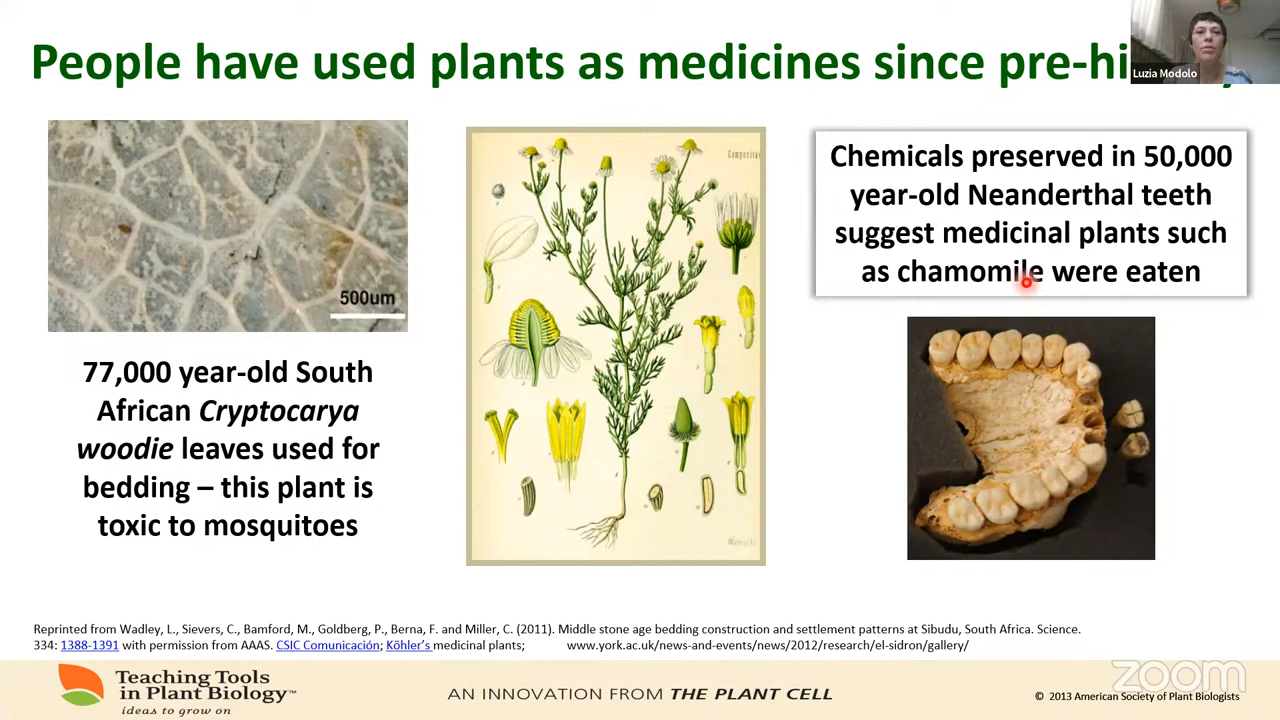 People have used plants as medicines since pre-hi
Luzia Modolo
500um
77,000 year-old South
African Cryptocarya
woodie leaves used for
bedding – this plant is
toxic to mosquitoes
Chemicals preserved in 50,000
year-old Neanderthal teeth
suggest medicinal plants such
as chamomile were eaten
Reprinted from Wadley, L., Sievers, C., Bamford, M., Goldberg, P., Berna, F. and Miller, C. (2011). Middle stone age bedding construction and settlement patterns at Sibudu, South Africa. Science.
334: 1388-1391 with permission from AAAS. CSIC Comunicación; Köhler's medicinal plants; www.york.ac.uk/news-and-events/news/2012/research/el-sidron/gallery/
Teaching Tools
in Plant Biology™
ideas to grow on
AN INNOVATION FROM THE PLANT CELL
zoom
© 2013 American Society of Plant Biologists